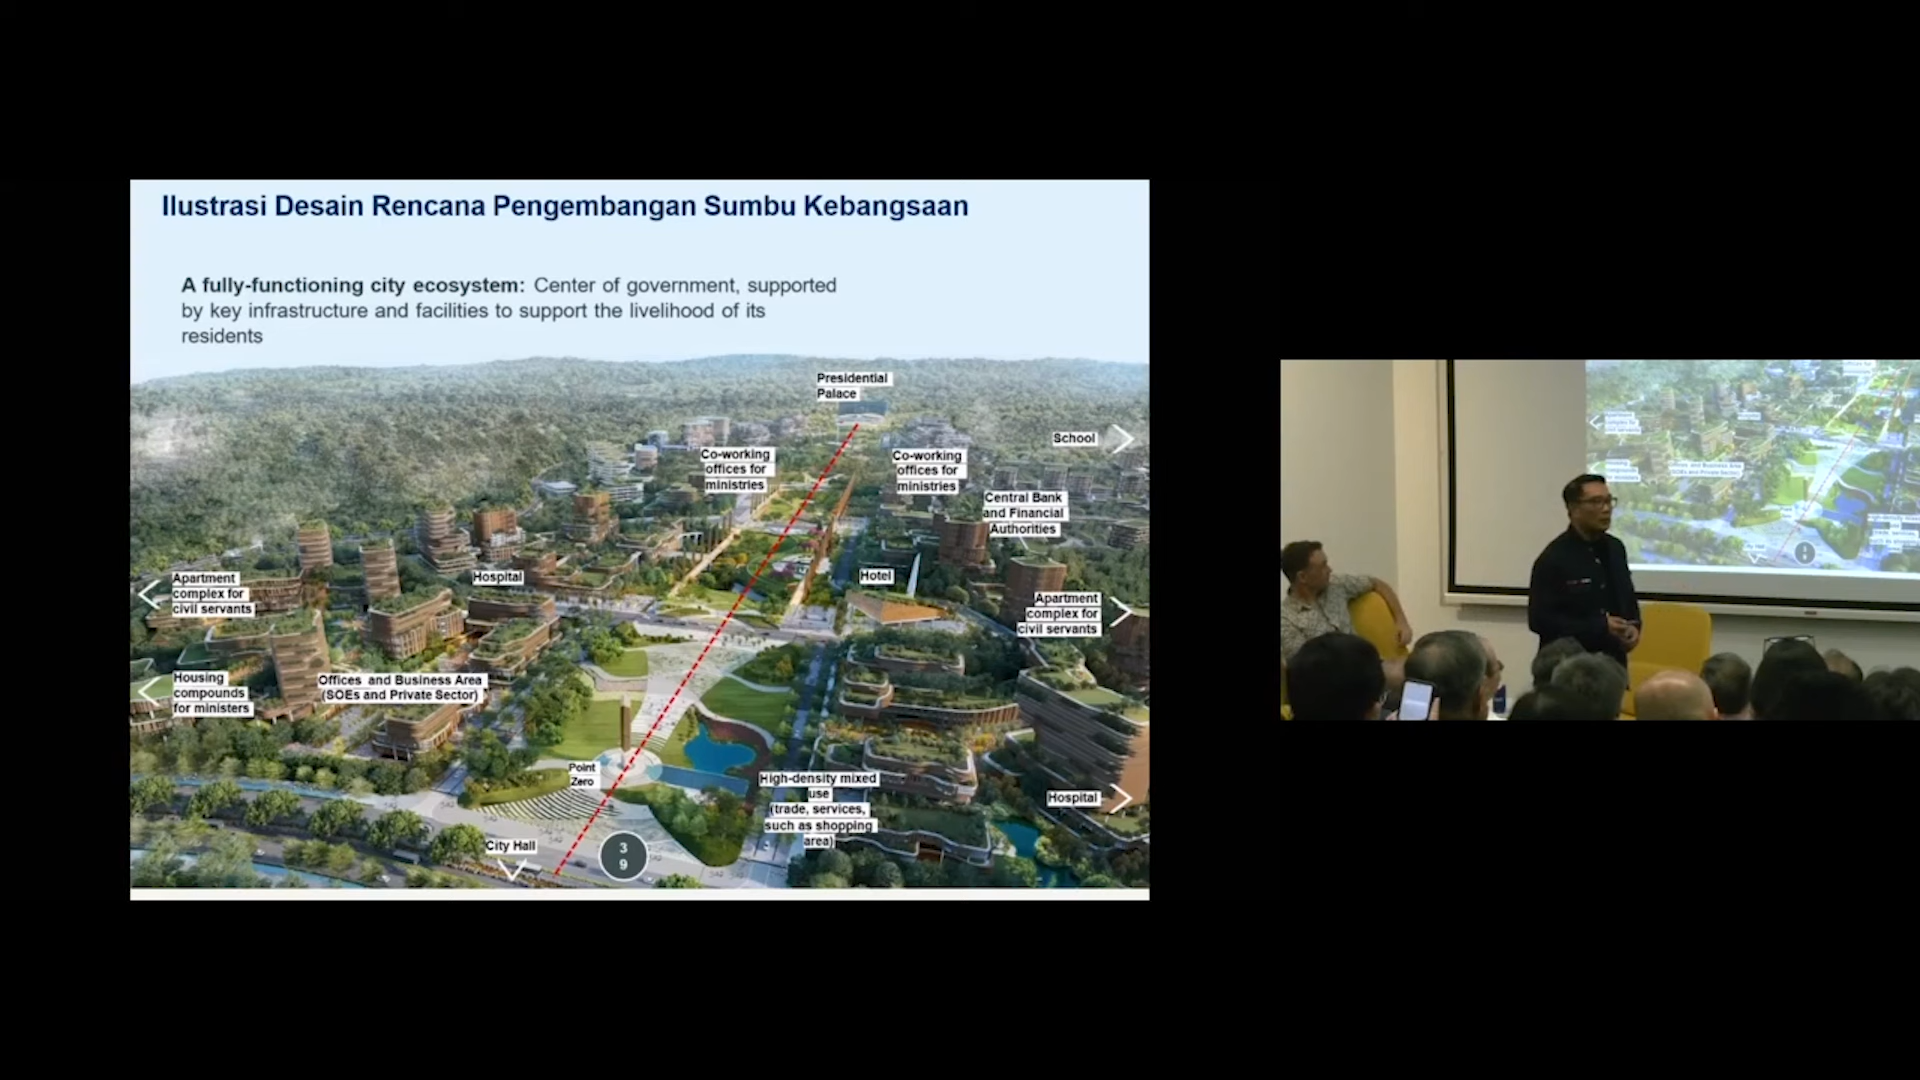 Ilustrasi Desain Rencana Pengembangan Sumbu Kebangsaan
A fully-functioning city ecosystem: Center of government, supported
by key infrastructure and facilities to support the livelihood of its
residents
Presidential
Palace
School
Co-working
offices for
ministries
Co-working
offices for
ministries
Central Bank
and Financial
Authorities
Apartment
complex for
civil servants
Hospital
Hotel
Apartment
complex for
civil servants
Housing
compounds
for ministers
Offices and Business Area
(SOEs and Private Sector)
Point
Zero
High-density mixed
use
(trade, services,
such as shopping
area)
Hospital
City Hall
3
9